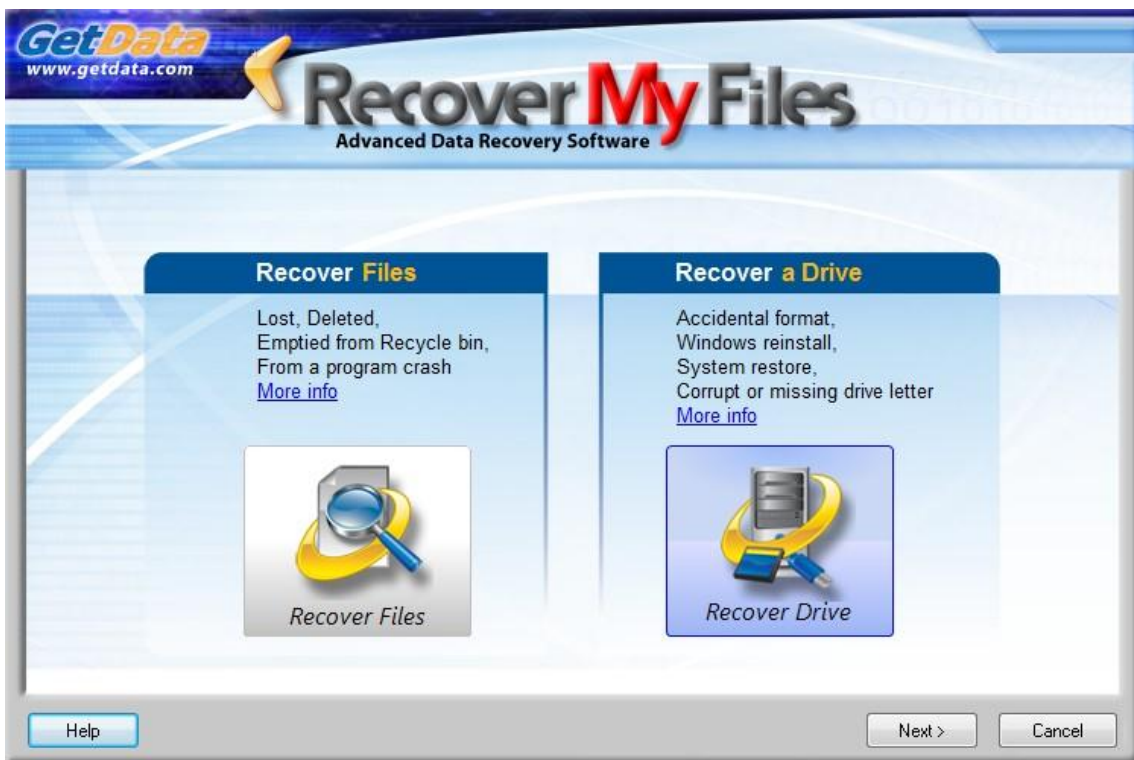 GetData
www.getdata.com
Recover My Files
Advanced Data Recovery Software
Recover Files
Lost, Deleted,
Emptied from Recycle bin,
From a program crash
More info
Recover Files
Recover a Drive
Accidental format,
Windows reinstall,
System restore,
Corrupt or missing drive letter
More info
Recover Drive
Help
Next >
Cancel